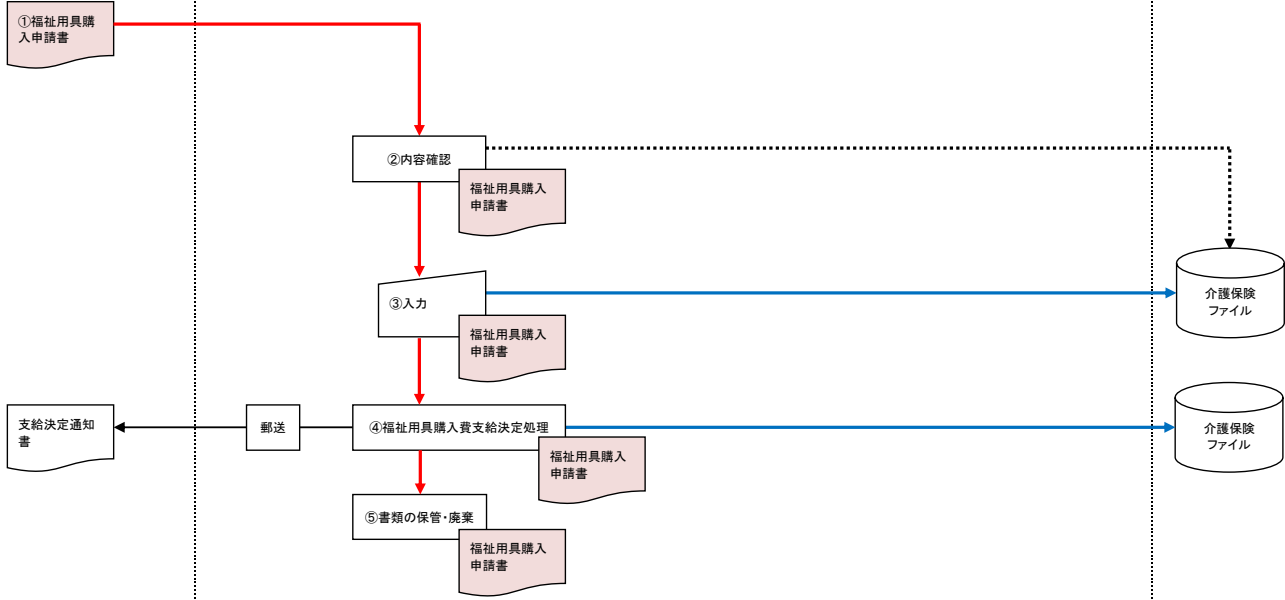 ①福祉用具購
入申請書
②内容確認
福祉用具購入
申請書
③入力
福祉用具購入
申請書
介護保険
ファイル
支給決定通知
書
郵送
④福祉用具購入費支給決定処理
福祉用具購入
申請書
介護保険
ファイル
⑤書類の保管・廃棄
福祉用具購入
申請書